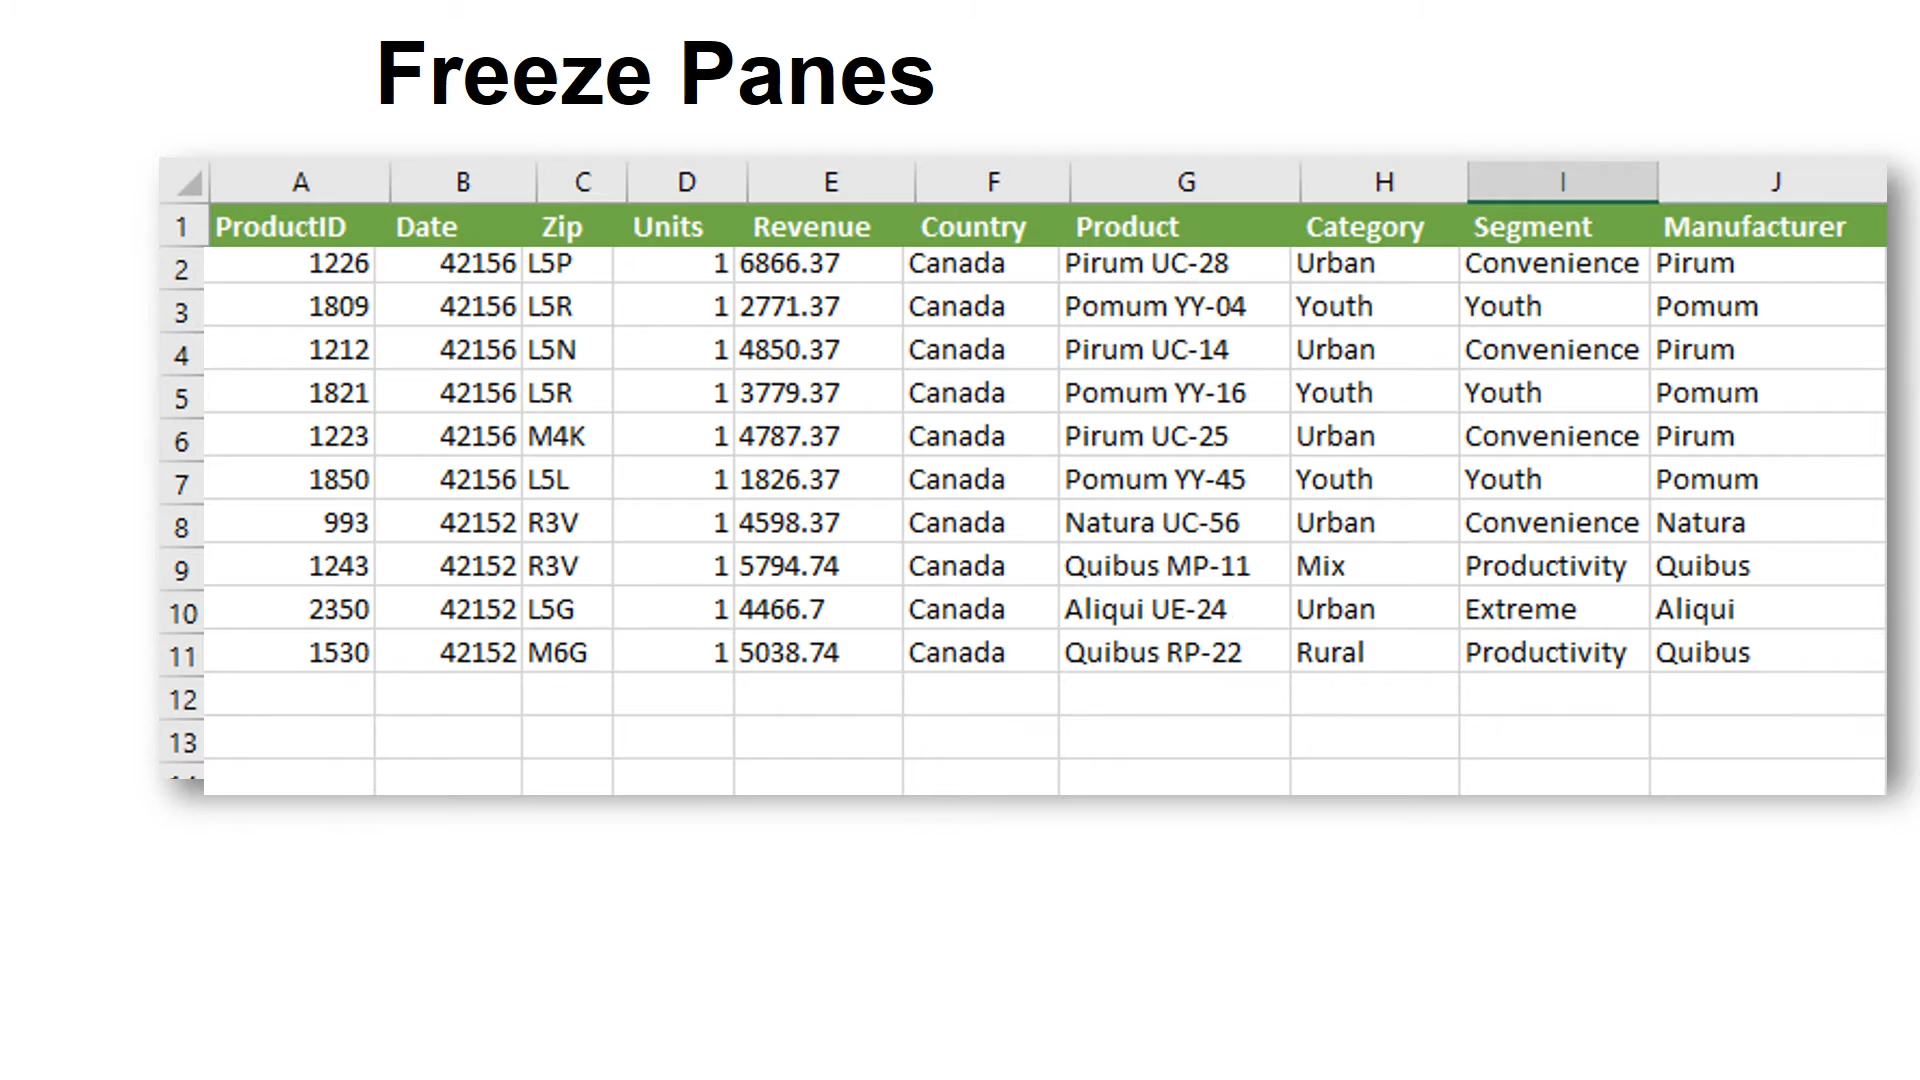 Freeze Panes
A B C D E F G H I J
1 ProductID Date Zip Units Revenue Country Product Category Segment Manufacturer
2 1226 42156 L5P 1 6866.37 Canada Pirum UC-28 Urban Convenience Pirum
3 1809 42156 L5R 1 2771.37 Canada Pomum YY-04 Youth Youth Pomum
4 1212 42156 L5N 1 4850.37 Canada Pirum UC-14 Urban Convenience Pirum
5 1821 42156 L5R 1 3779.37 Canada Pomum YY-16 Youth Youth Pomum
6 1223 42156 M4K 1 4787.37 Canada Pirum UC-25 Urban Convenience Pirum
7 1850 42156 L5L 1 1826.37 Canada Pomum YY-45 Youth Youth Pomum
8 993 42152 R3V 1 4598.37 Canada Natura UC-56 Urban Convenience Natura
9 1243 42152 R3V 1 5794.74 Canada Quibus MP-11 Mix Productivity Quibus
10 2350 42152 L5G 1 4466.7 Canada Aliqui UE-24 Urban Extreme Aliqui
11 1530 42152 M6G 1 5038.74 Canada Quibus RP-22 Rural Productivity Quibus
12
13